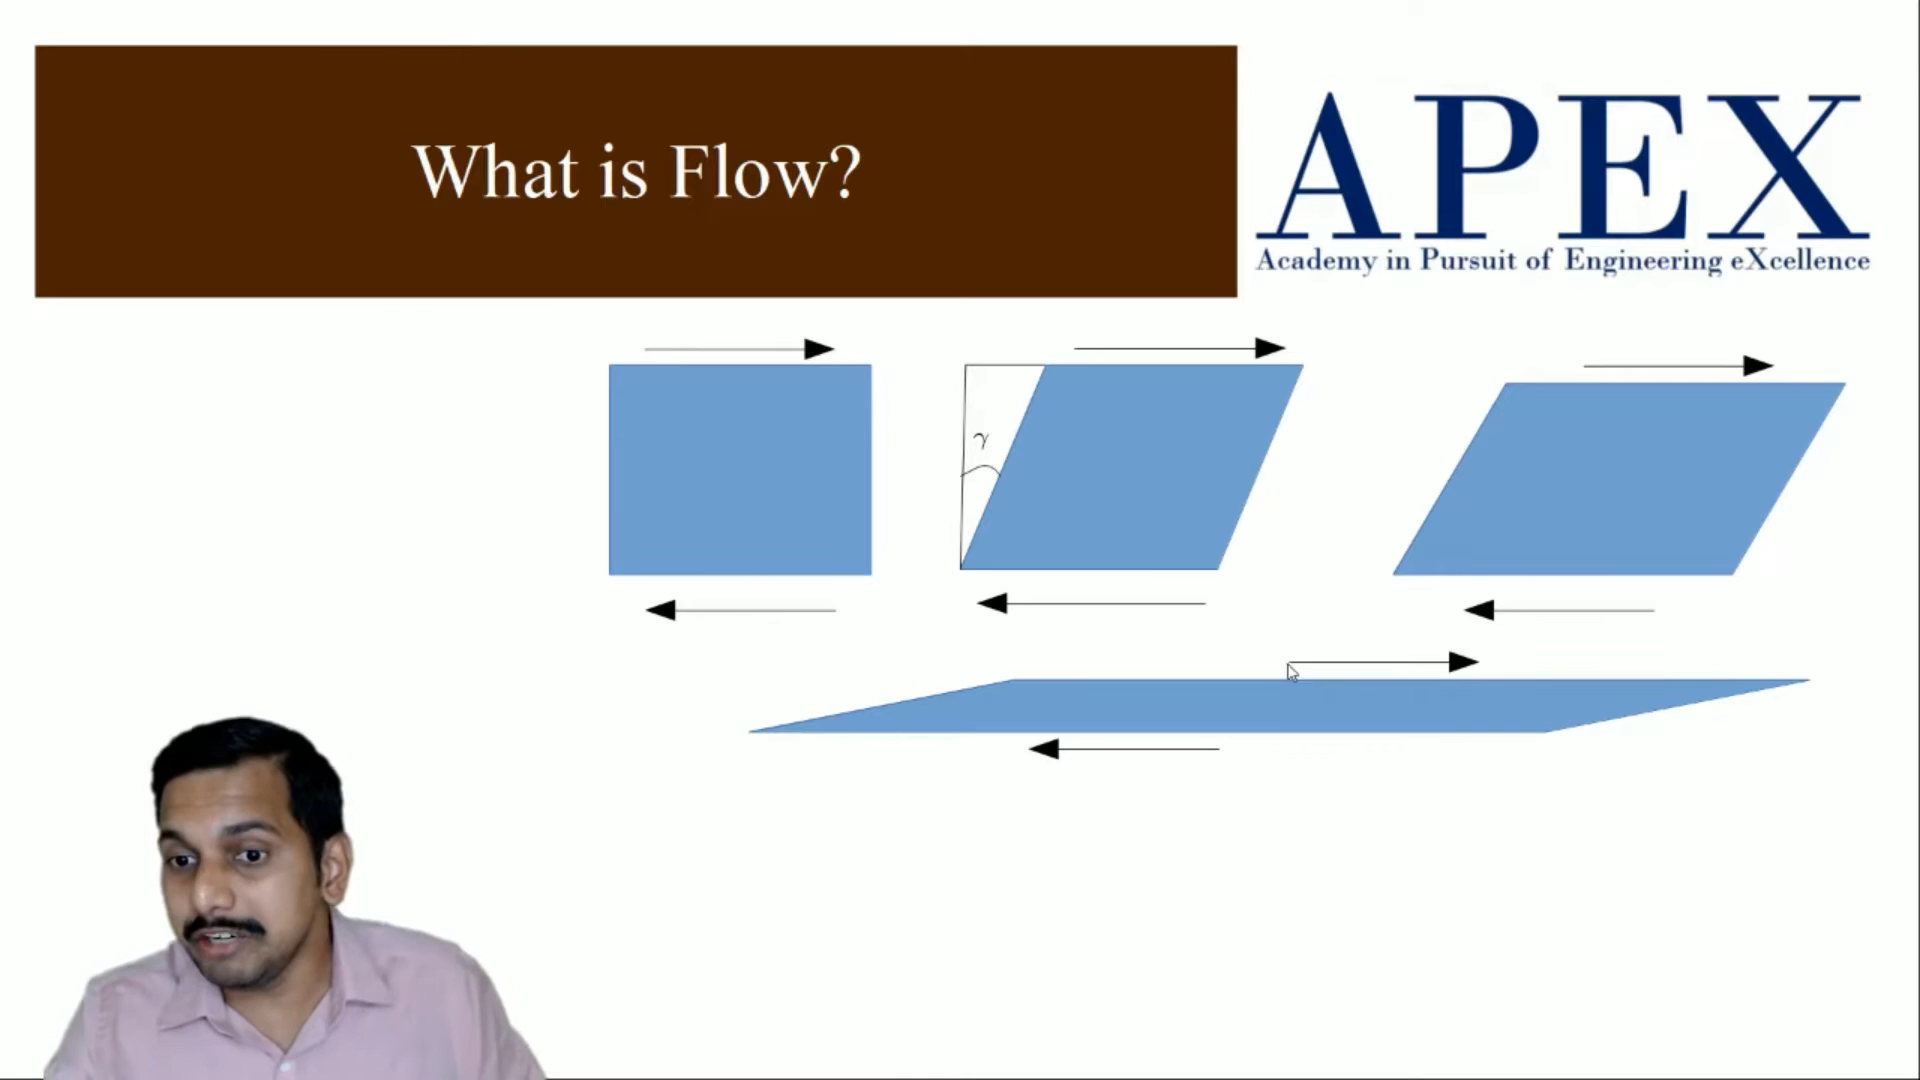 What is Flow?
APEX
Academy in Pursuit of Engineering eXcellence
γ